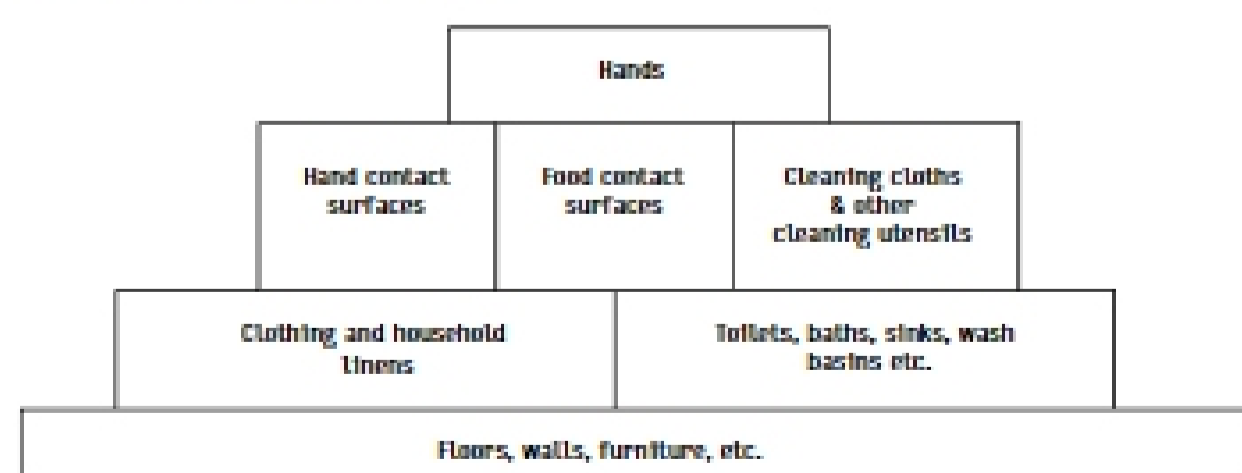 Hands
Hand contact
surfaces
Food contact
surfaces
Cleaning cloths
& other
cleaning utensils
Clothing and household
linens
Toilets, baths, sinks, wash
basins etc.
Floors, walls, furniture, etc.